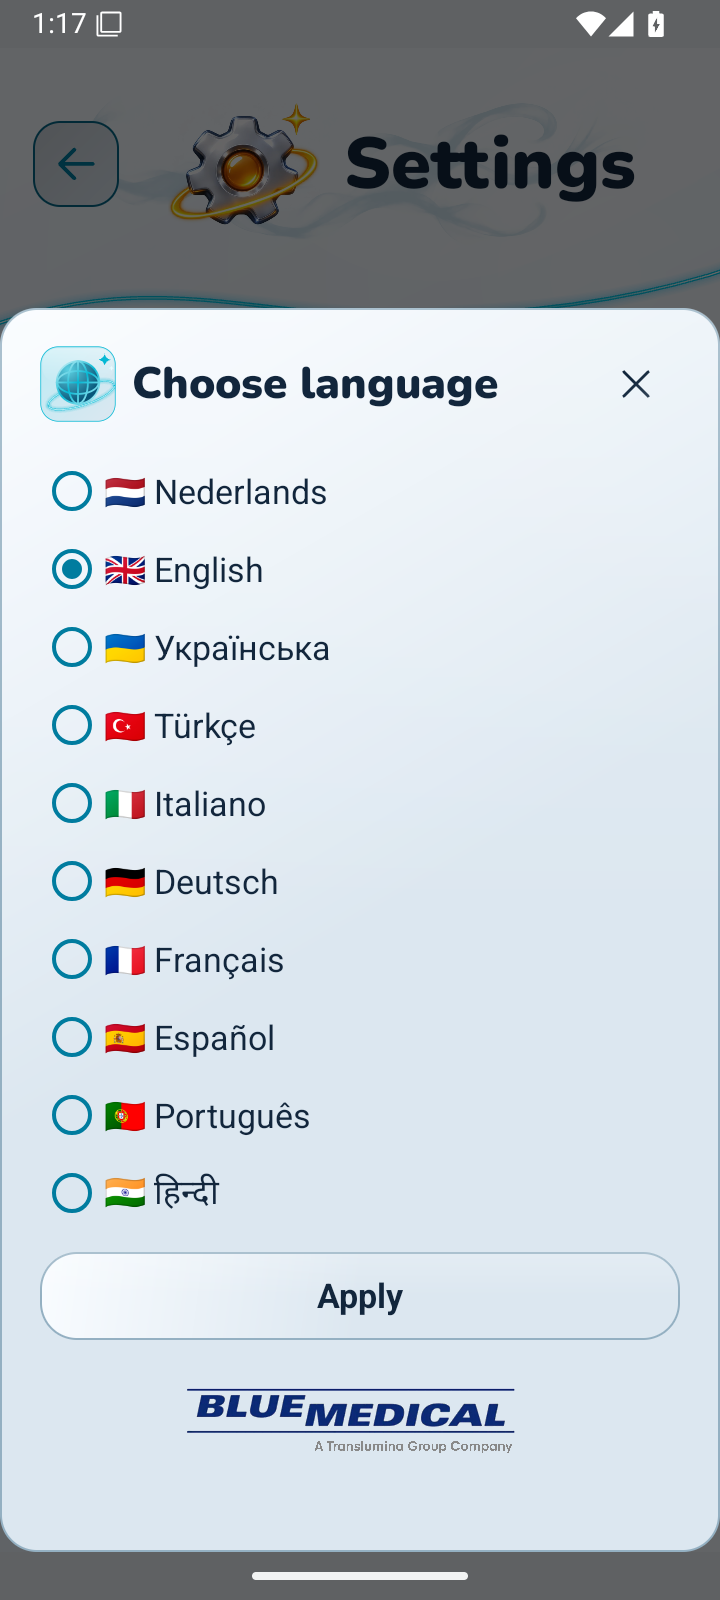 1:17
Settings
Choose language
Nederlands
English
Українська
Türkçe
Italiano
Deutsch
Français
Español
Português
हिन्दी
Apply
BLUEMEDICAL
A Translumina Group Company